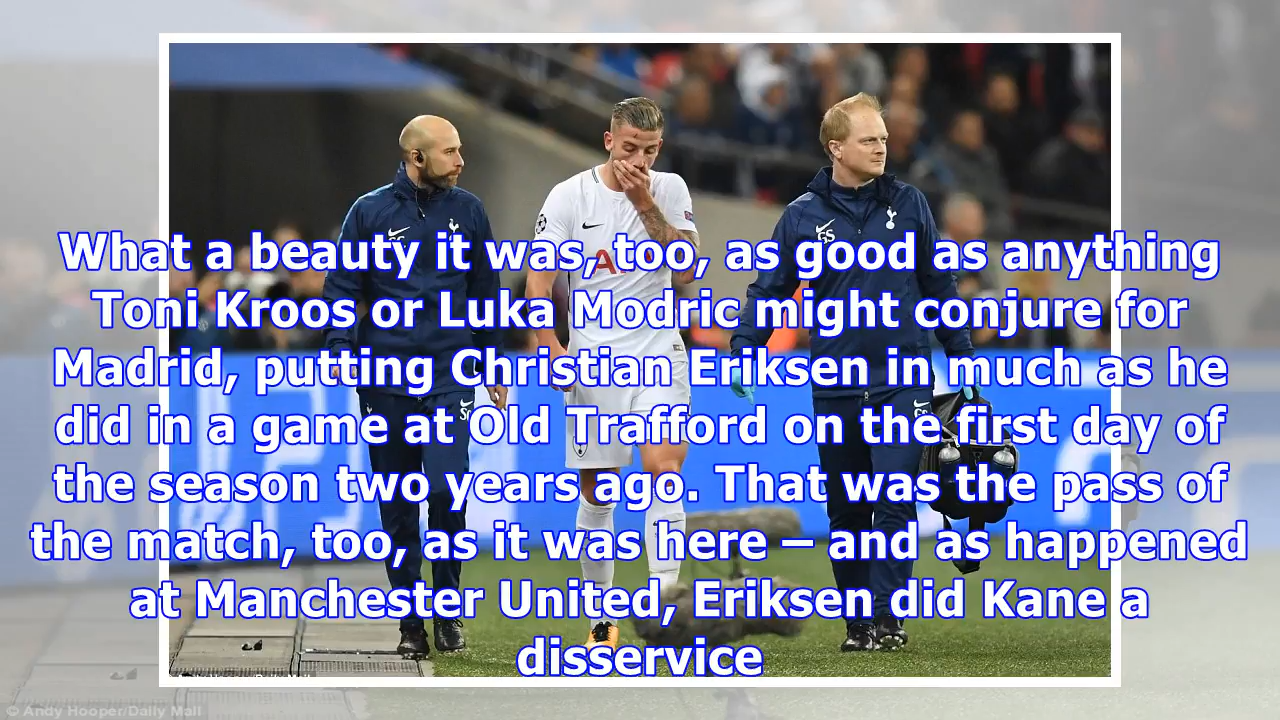 What a beauty it was, too, as good as anything
Toni Kroos or Luka Modric might conjure for
Madrid, putting Christian Eriksen in much as he
did in a game at Old Trafford on the first day of
the season two years ago. That was the pass of
the match, too, as it was here – and as happened
at Manchester United, Eriksen did Kane a
disservice
GS
GS
© Andy Hooper/Daily Mail